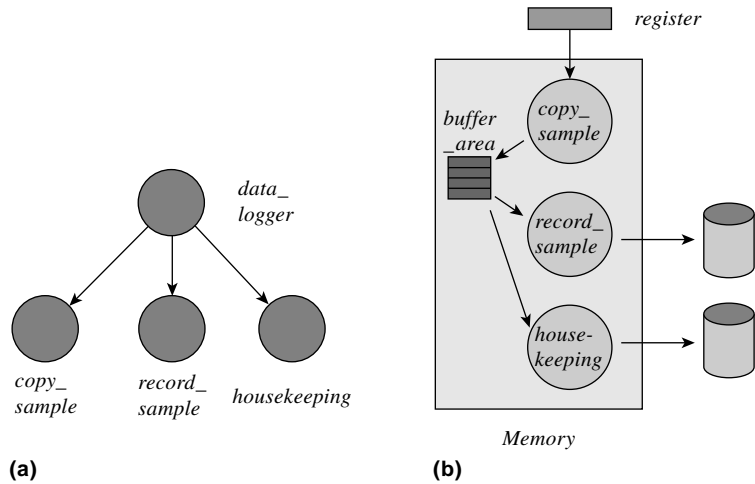 data_
logger
copy_
sample
record_
sample
housekeeping
(a)
register
copy_
sample
buffer
_area
record_
sample
house-
keeping
Memory
(b)